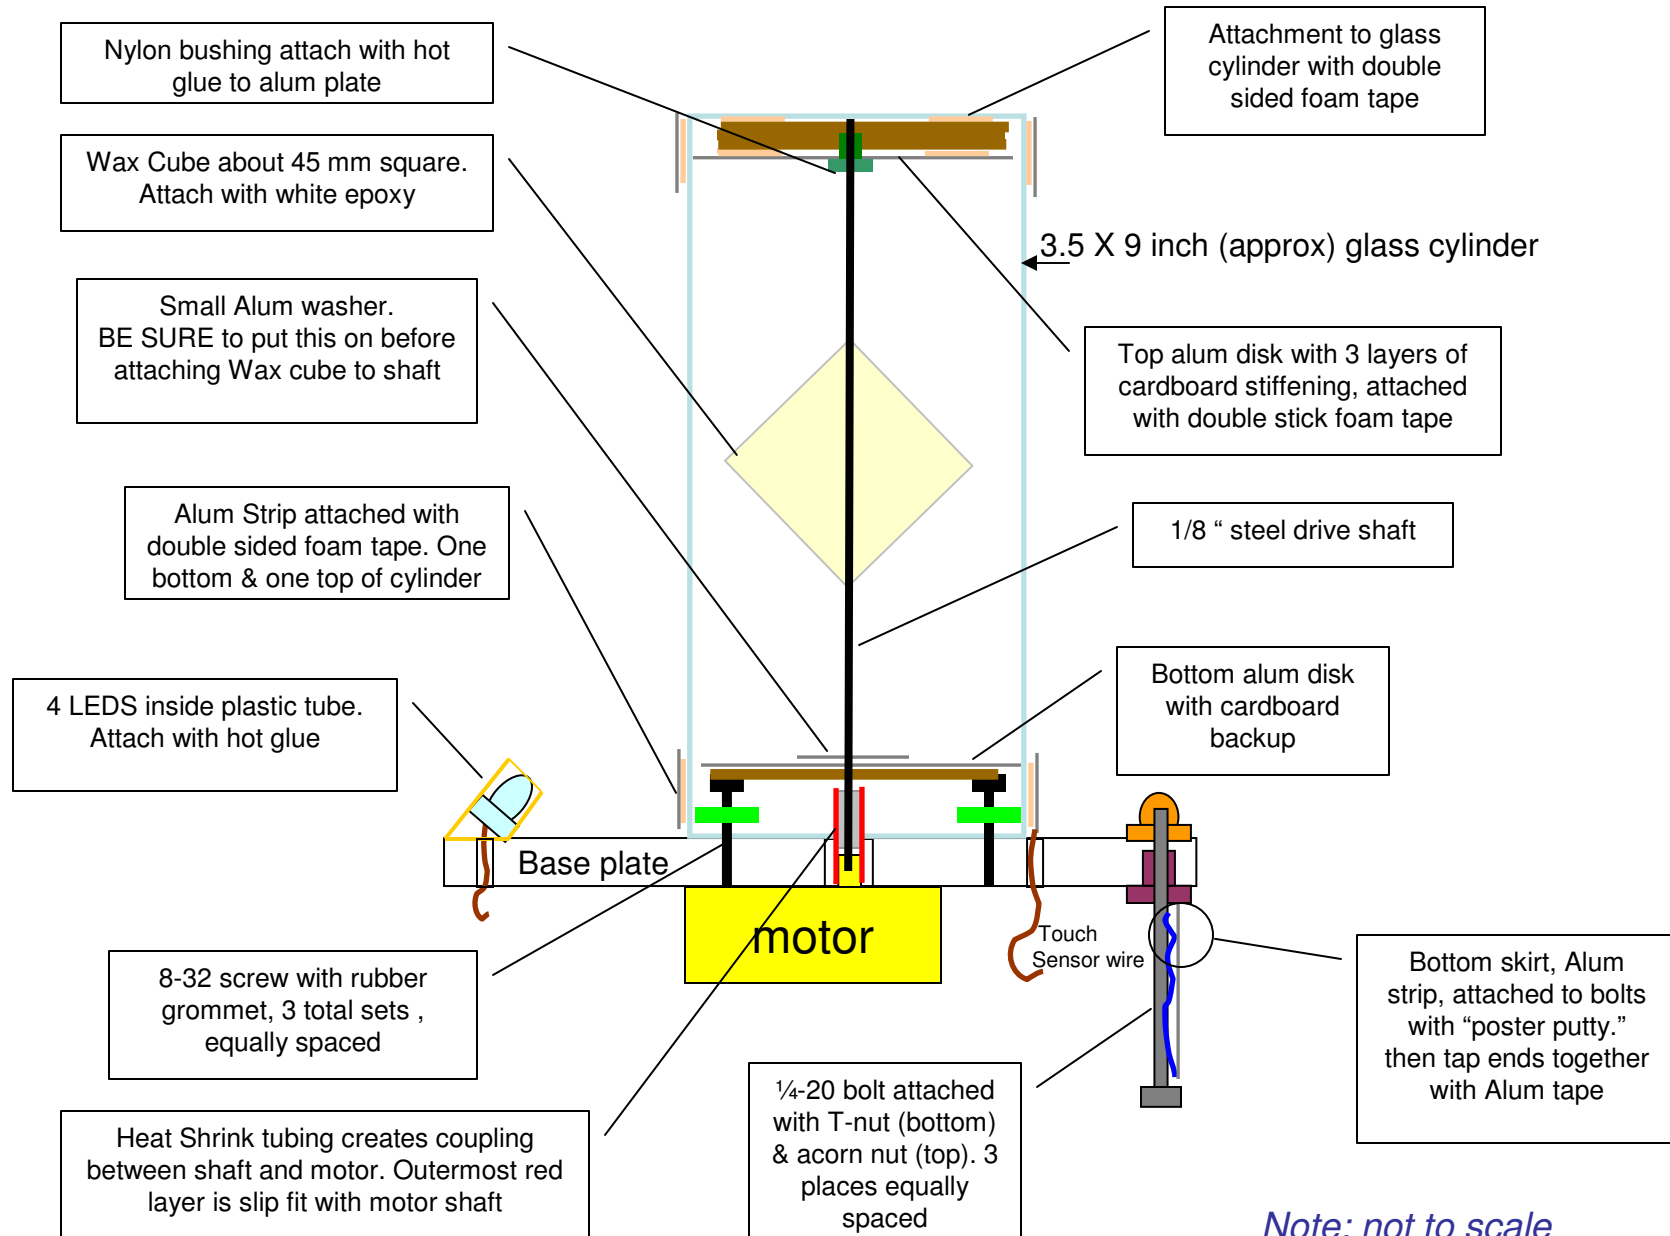 Nylon bushing attach with hot
glue to alum plate
Attachment to glass
cylinder with double
sided foam tape
Wax Cube about 45 mm square.
Attach with white epoxy
3.5 X 9 inch (approx) glass cylinder
Small Alum washer.
BE SURE to put this on before
attaching Wax cube to shaft
Top alum disk with 3 layers of
cardboard stiffening, attached
with double stick foam tape
Alum Strip attached with
double sided foam tape. One
bottom & one top of cylinder
1/8 “ steel drive shaft
4 LEDS inside plastic tube.
Attach with hot glue
Bottom alum disk
with cardboard
backup
Base plate
motor
Touch
Sensor wire
8-32 screw with rubber
grommet, 3 total sets ,
equally spaced
Bottom skirt, Alum
strip, attached to bolts
with “poster putty.”
then tap ends together
with Alum tape
Heat Shrink tubing creates coupling
between shaft and motor. Outermost red
layer is slip fit with motor shaft
¼-20 bolt attached
with T-nut (bottom)
& acorn nut (top). 3
places equally
spaced
Note: not to scale